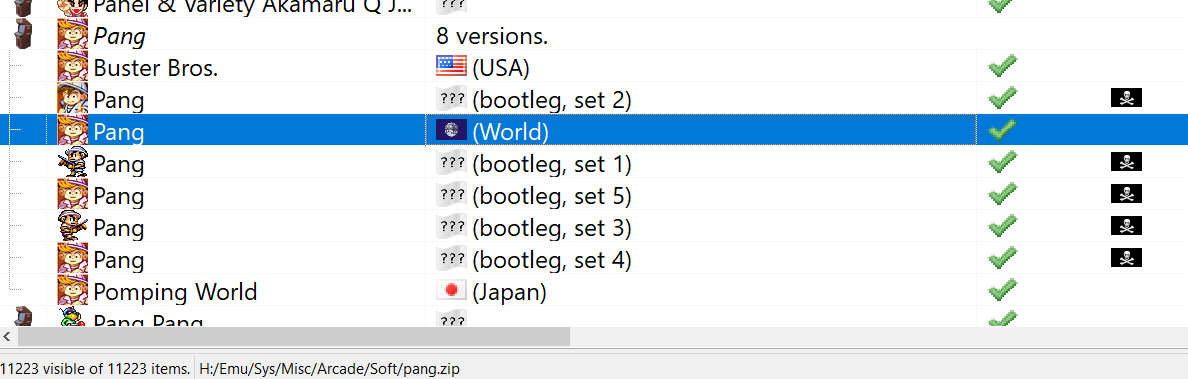 Panel & Variety Akamaru Q J... ???
Pang 8 versions.
Buster Bros. (USA)
Pang ??? (bootleg, set 2)
Pang (World)
Pang ??? (bootleg, set 1)
Pang ??? (bootleg, set 5)
Pang ??? (bootleg, set 3)
Pang ??? (bootleg, set 4)
Pomping World (Japan)
Pang Pang ???
11223 visible of 11223 items. H:/Emu/Sys/Misc/Arcade/Soft/pang.zip